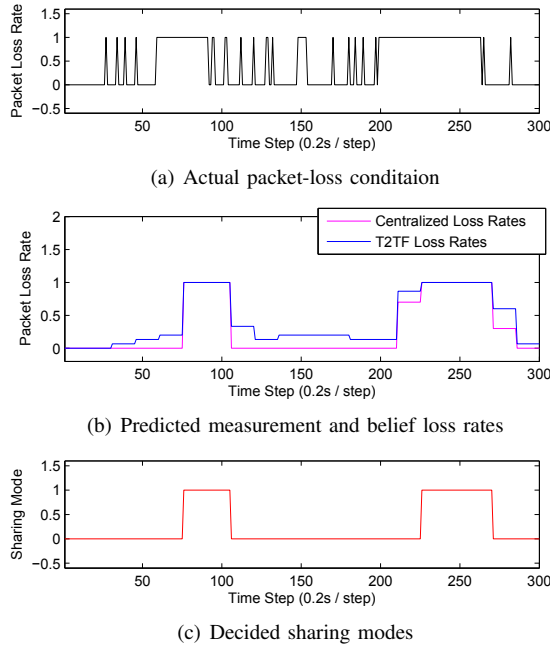 Packet Loss Rate
1.5
1
0.5
0
−0.5
50 100 150 200 250 300
Time Step (0.2s / step)
(a) Actual packet-loss conditaion
Packet Loss Rate
2
1.5
1
0.5
0
Centralized Loss Rates
T2TF Loss Rates
50 100 150 200 250 300
Time Step (0.2s / step)
(b) Predicted measurement and belief loss rates
Sharing Mode
1.5
1
0.5
0
−0.5
50 100 150 200 250 300
Time Step (0.2s / step)
(c) Decided sharing modes